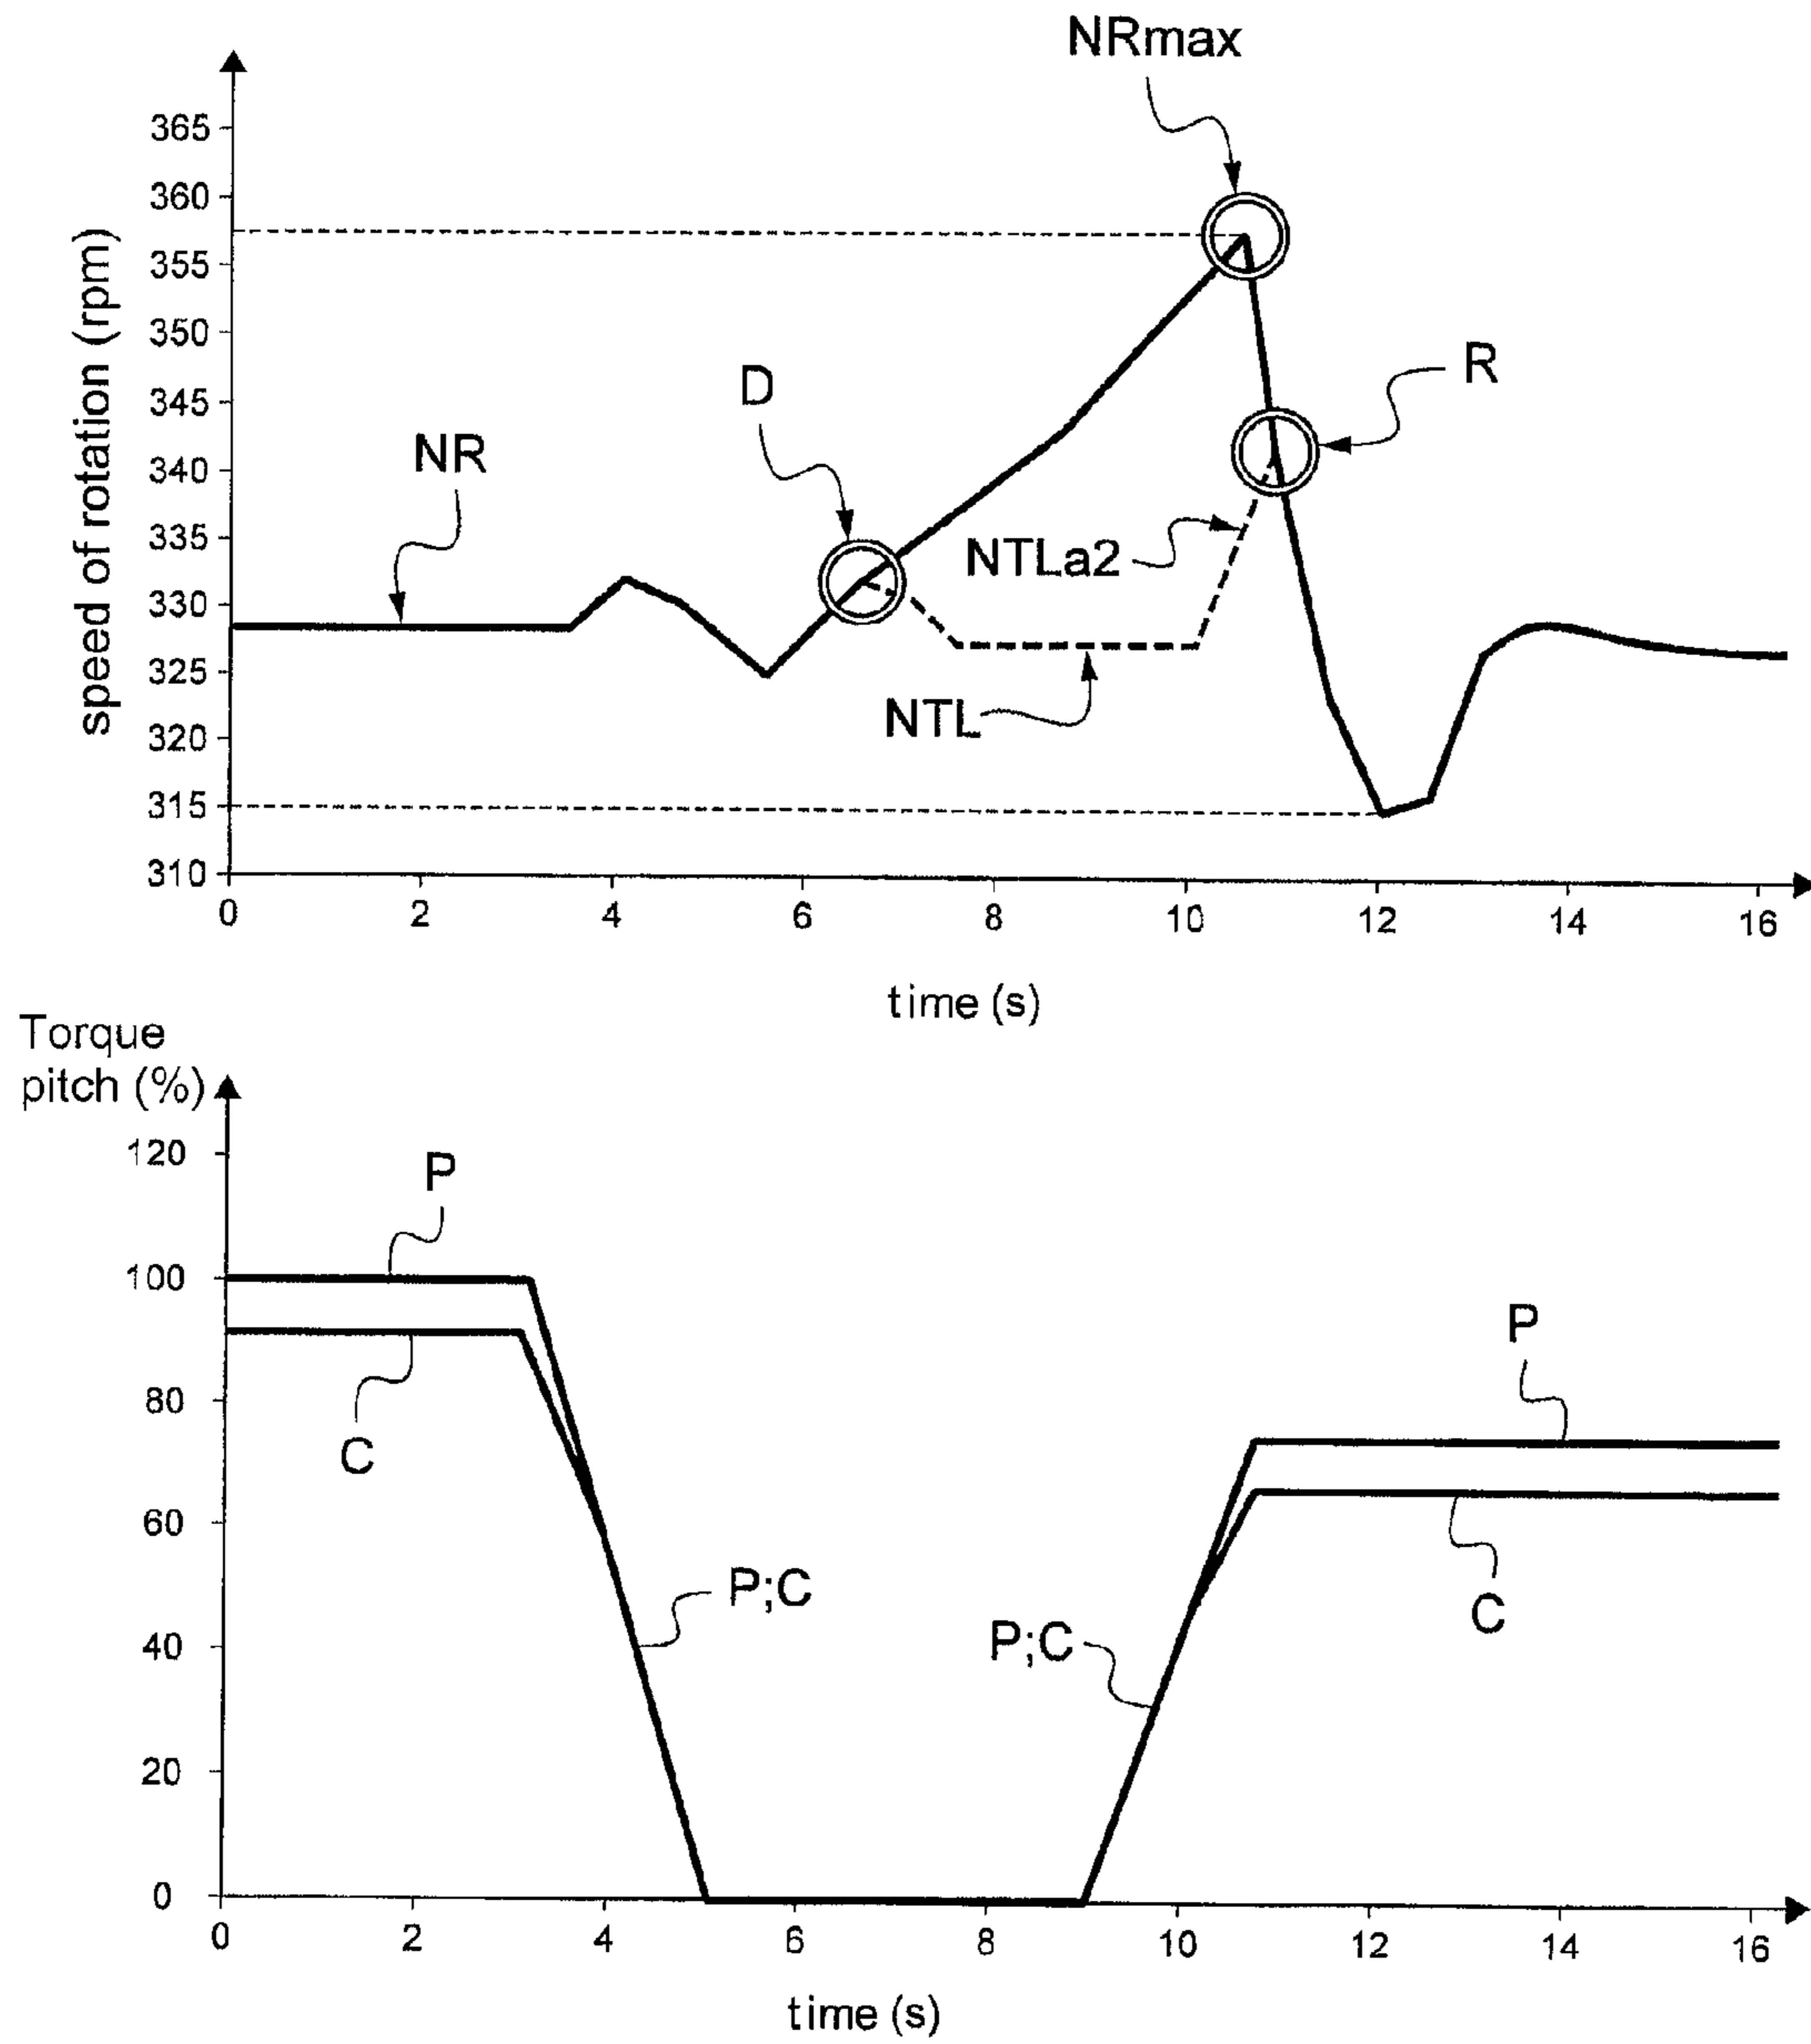 NRmax
365
360
355
350
345
340
335
330
325
320
315
310
speed of rotation (rpm)
NR
D
R
NTLa2
NTL
0 2 4 6 8 10 12 14 16
time (s)
Torque
pitch (%)
120
100
80
60
40
20
0
P
C
P;C
P;C
P
C
0 2 4 6 8 10 12 14 16
time (s)